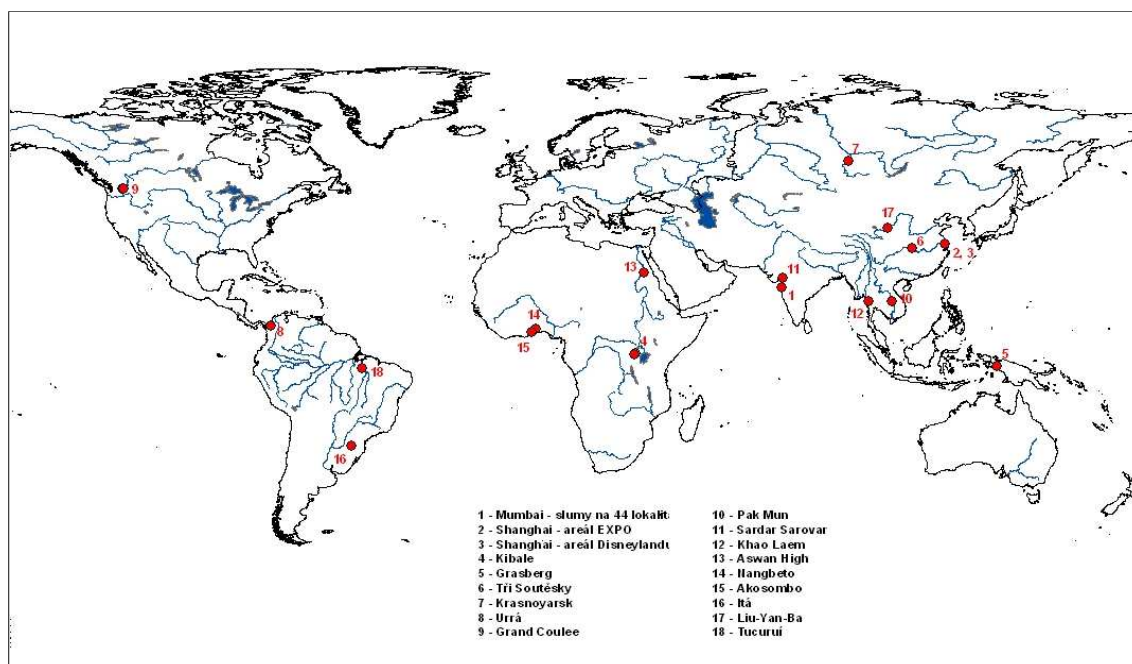 7
9
17
6
2, 3
13
11
1
12
10
14
15
8
4
5
18
16
1 - Mumbai - slumy na 44 lokalit
2 - Shanghai - areál EXPO
3 - Shanghai - areál Disneylandu
4 - Kibale
5 - Grasberg
6 - Tři Soutěsky
7 - Krasnoyarsk
8 - Urrá
9 - Grand Coulee
10 - Pak Mun
11 - Sardar Sarovar
12 - Khao Laem
13 - Aswan High
14 - Nangbeto
15 - Akosombo
16 - Itá
17 - Liu-Yan-Ba
18 - Tucuruí